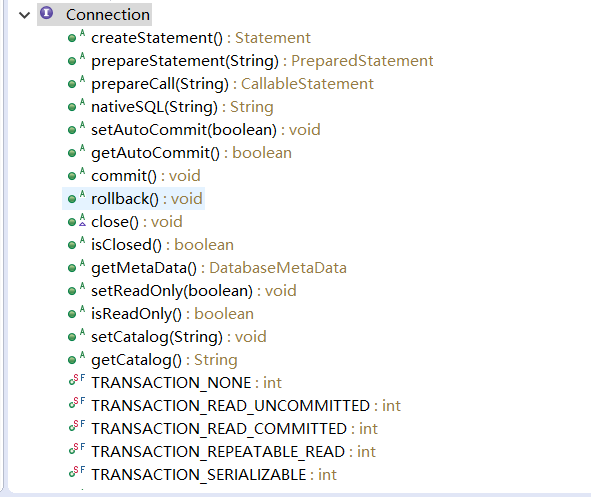 Connection
createStatement() : Statement
prepareStatement(String) : PreparedStatement
prepareCall(String) : CallableStatement
nativeSQL(String) : String
setAutoCommit(boolean) : void
getAutoCommit() : boolean
commit() : void
rollback() : void
close() : void
isClosed() : boolean
getMetaData() : DatabaseMetaData
setReadOnly(boolean) : void
isReadOnly() : boolean
setCatalog(String) : void
getCatalog() : String
TRANSACTION_NONE : int
TRANSACTION_READ_UNCOMMITTED : int
TRANSACTION_READ_COMMITTED : int
TRANSACTION_REPEATABLE_READ : int
TRANSACTION_SERIALIZABLE : int